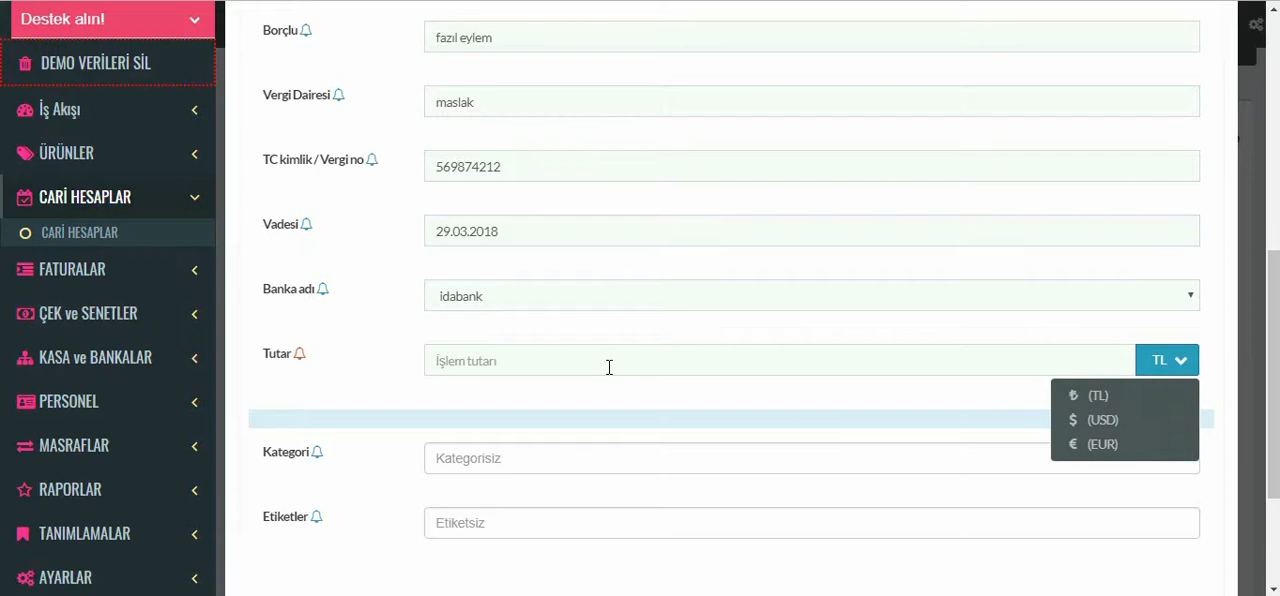 Destek alın!
DEMO VERİLERİ SİL
İş Akışı
ÜRÜNLER
CARİ HESAPLAR
CARİ HESAPLAR
FATURALAR
ÇEK ve SENETLER
KASA ve BANKALAR
PERSONEL
MASRAFLAR
RAPORLAR
TANIMLAMALAR
AYARLAR
Borçlu
fazıl eylem
Vergi Dairesi
maslak
TC kimlik / Vergi no
569874212
Vadesi
29.03.2018
Banka adı
idabank
Tutar
İşlem tutarı
TL
₺ (TL)
$ (USD)
€ (EUR)
Kategori
Kategorisiz
Etiketler
Etiketsiz